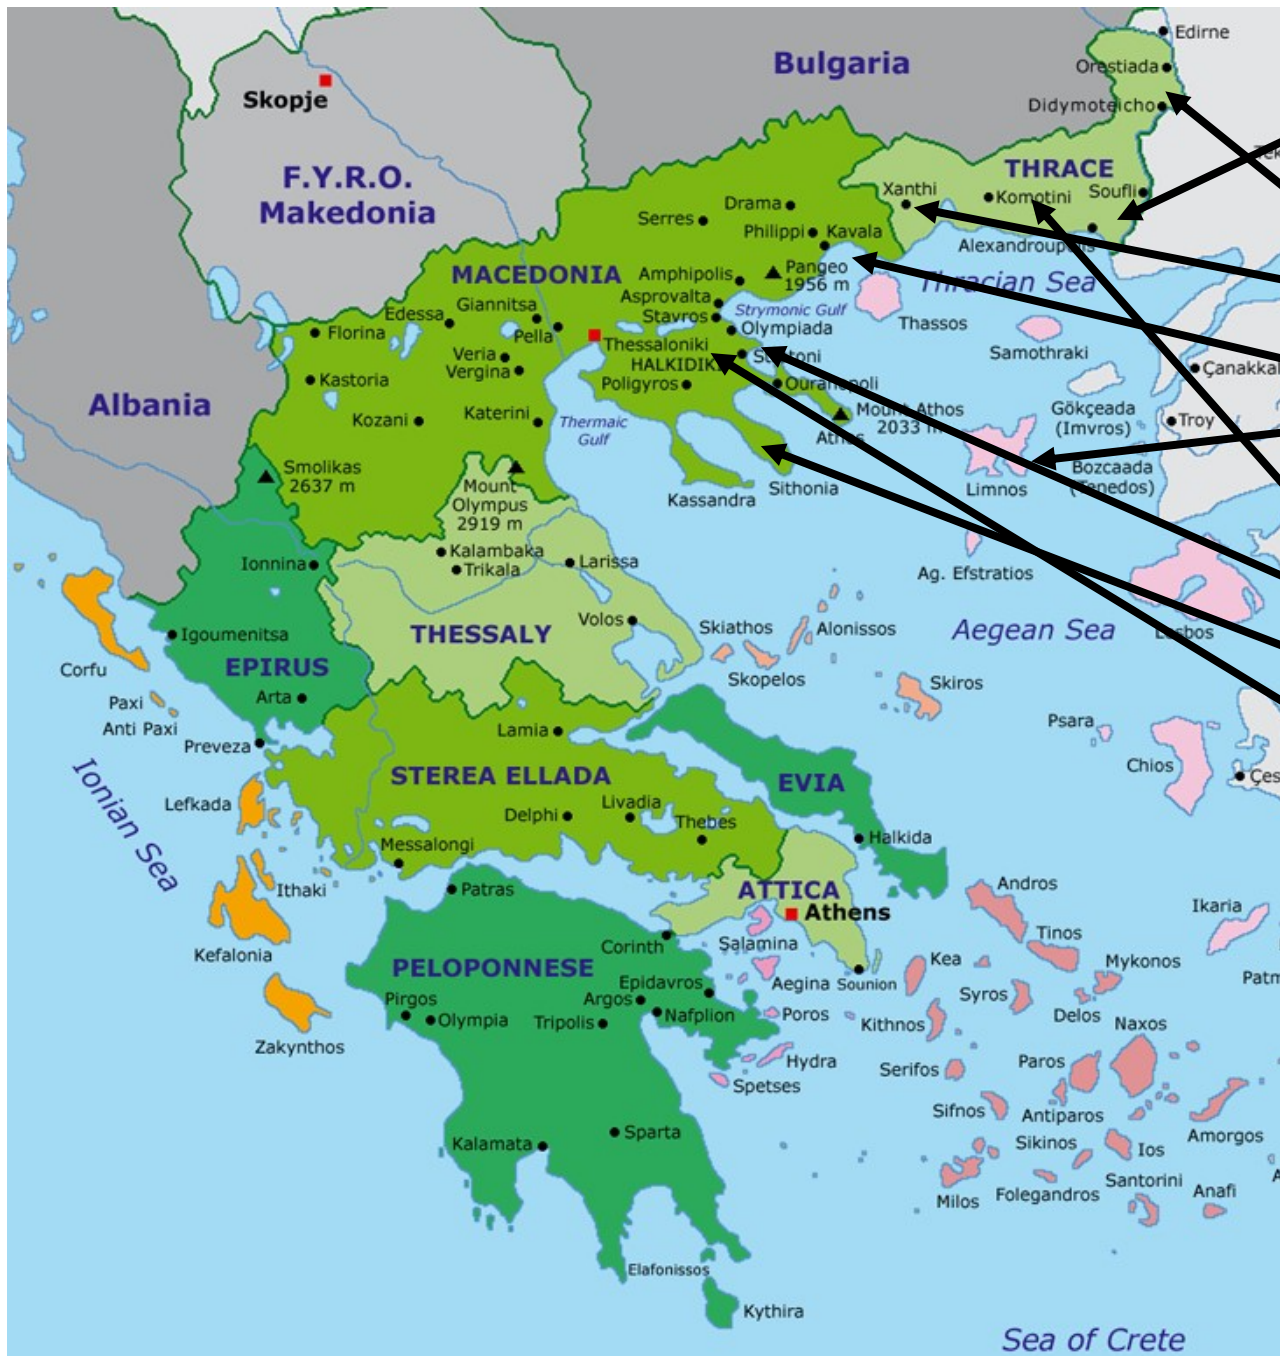 Edirne
Bulgaria
Orestiada
Skopje
Didymoteicho
F.Y.R.O.
Makedonia
THRACE
Xanthi
Komotini
Soufli
Drama
Serres
Philippi
Kavala
Alexandroupolis
MACEDONIA
Amphipolis
Pangeo
1956 m
Thracian Sea
Giannitsa
Asprovalta
Strymonic Gulf
Edessa
Stavros
Thassos
Florina
Pella
Olympiada
Samothraki
Thessaloniki
Veria
HALKIDIKI
Stratoni
Vergina
Çanakkal
Kastoria
Poligyros
Ouranopoli
Albania
Kozani
Katerini
Thermaic
Gulf
Mount Athos
2033 m
Athos
Gökçeada
(Imvros)
Troy
Smolikas
2637 m
Mount
Olympus
2919 m
Kassandra
Sithonia
Limnos
Bozcaada
(Tenedos)
Ionnina
Kalambaka
Trikala
Larissa
Ag. Efstratios
Igoumenitsa
THESSALY
Volos
Skiathos
Alonissos
Aegean Sea
Lesbos
Corfu
EPIRUS
Skopelos
Skiros
Paxi
Arta
Anti Paxi
Preveza
Lamia
Psara
Ionian Sea
STEREA ELLADA
EVIA
Chios
Çes
Lefkada
Delphi
Livadia
Thebes
Messalongi
Halkida
Ithaki
Patras
ATTICA
Andros
Athens
Ikaria
Kefalonia
Corinth
Salamina
Tinos
PELOPONNESE
Kea
Mykonos
Epidavros
Aegina
Sounion
Patm
Pirgos
Argos
Syros
Olympia
Tripolis
Nafplion
Poros
Kithnos
Delos
Naxos
Zakynthos
Hydra
Serifos
Paros
Spetses
Sifnos
Antiparos
Kalamata
Sparta
Sikinos
Ios
Amorgos
Milos
Folegandros
Santorini
Anafi
A
Elafonissos
Kythira
Sea of Crete